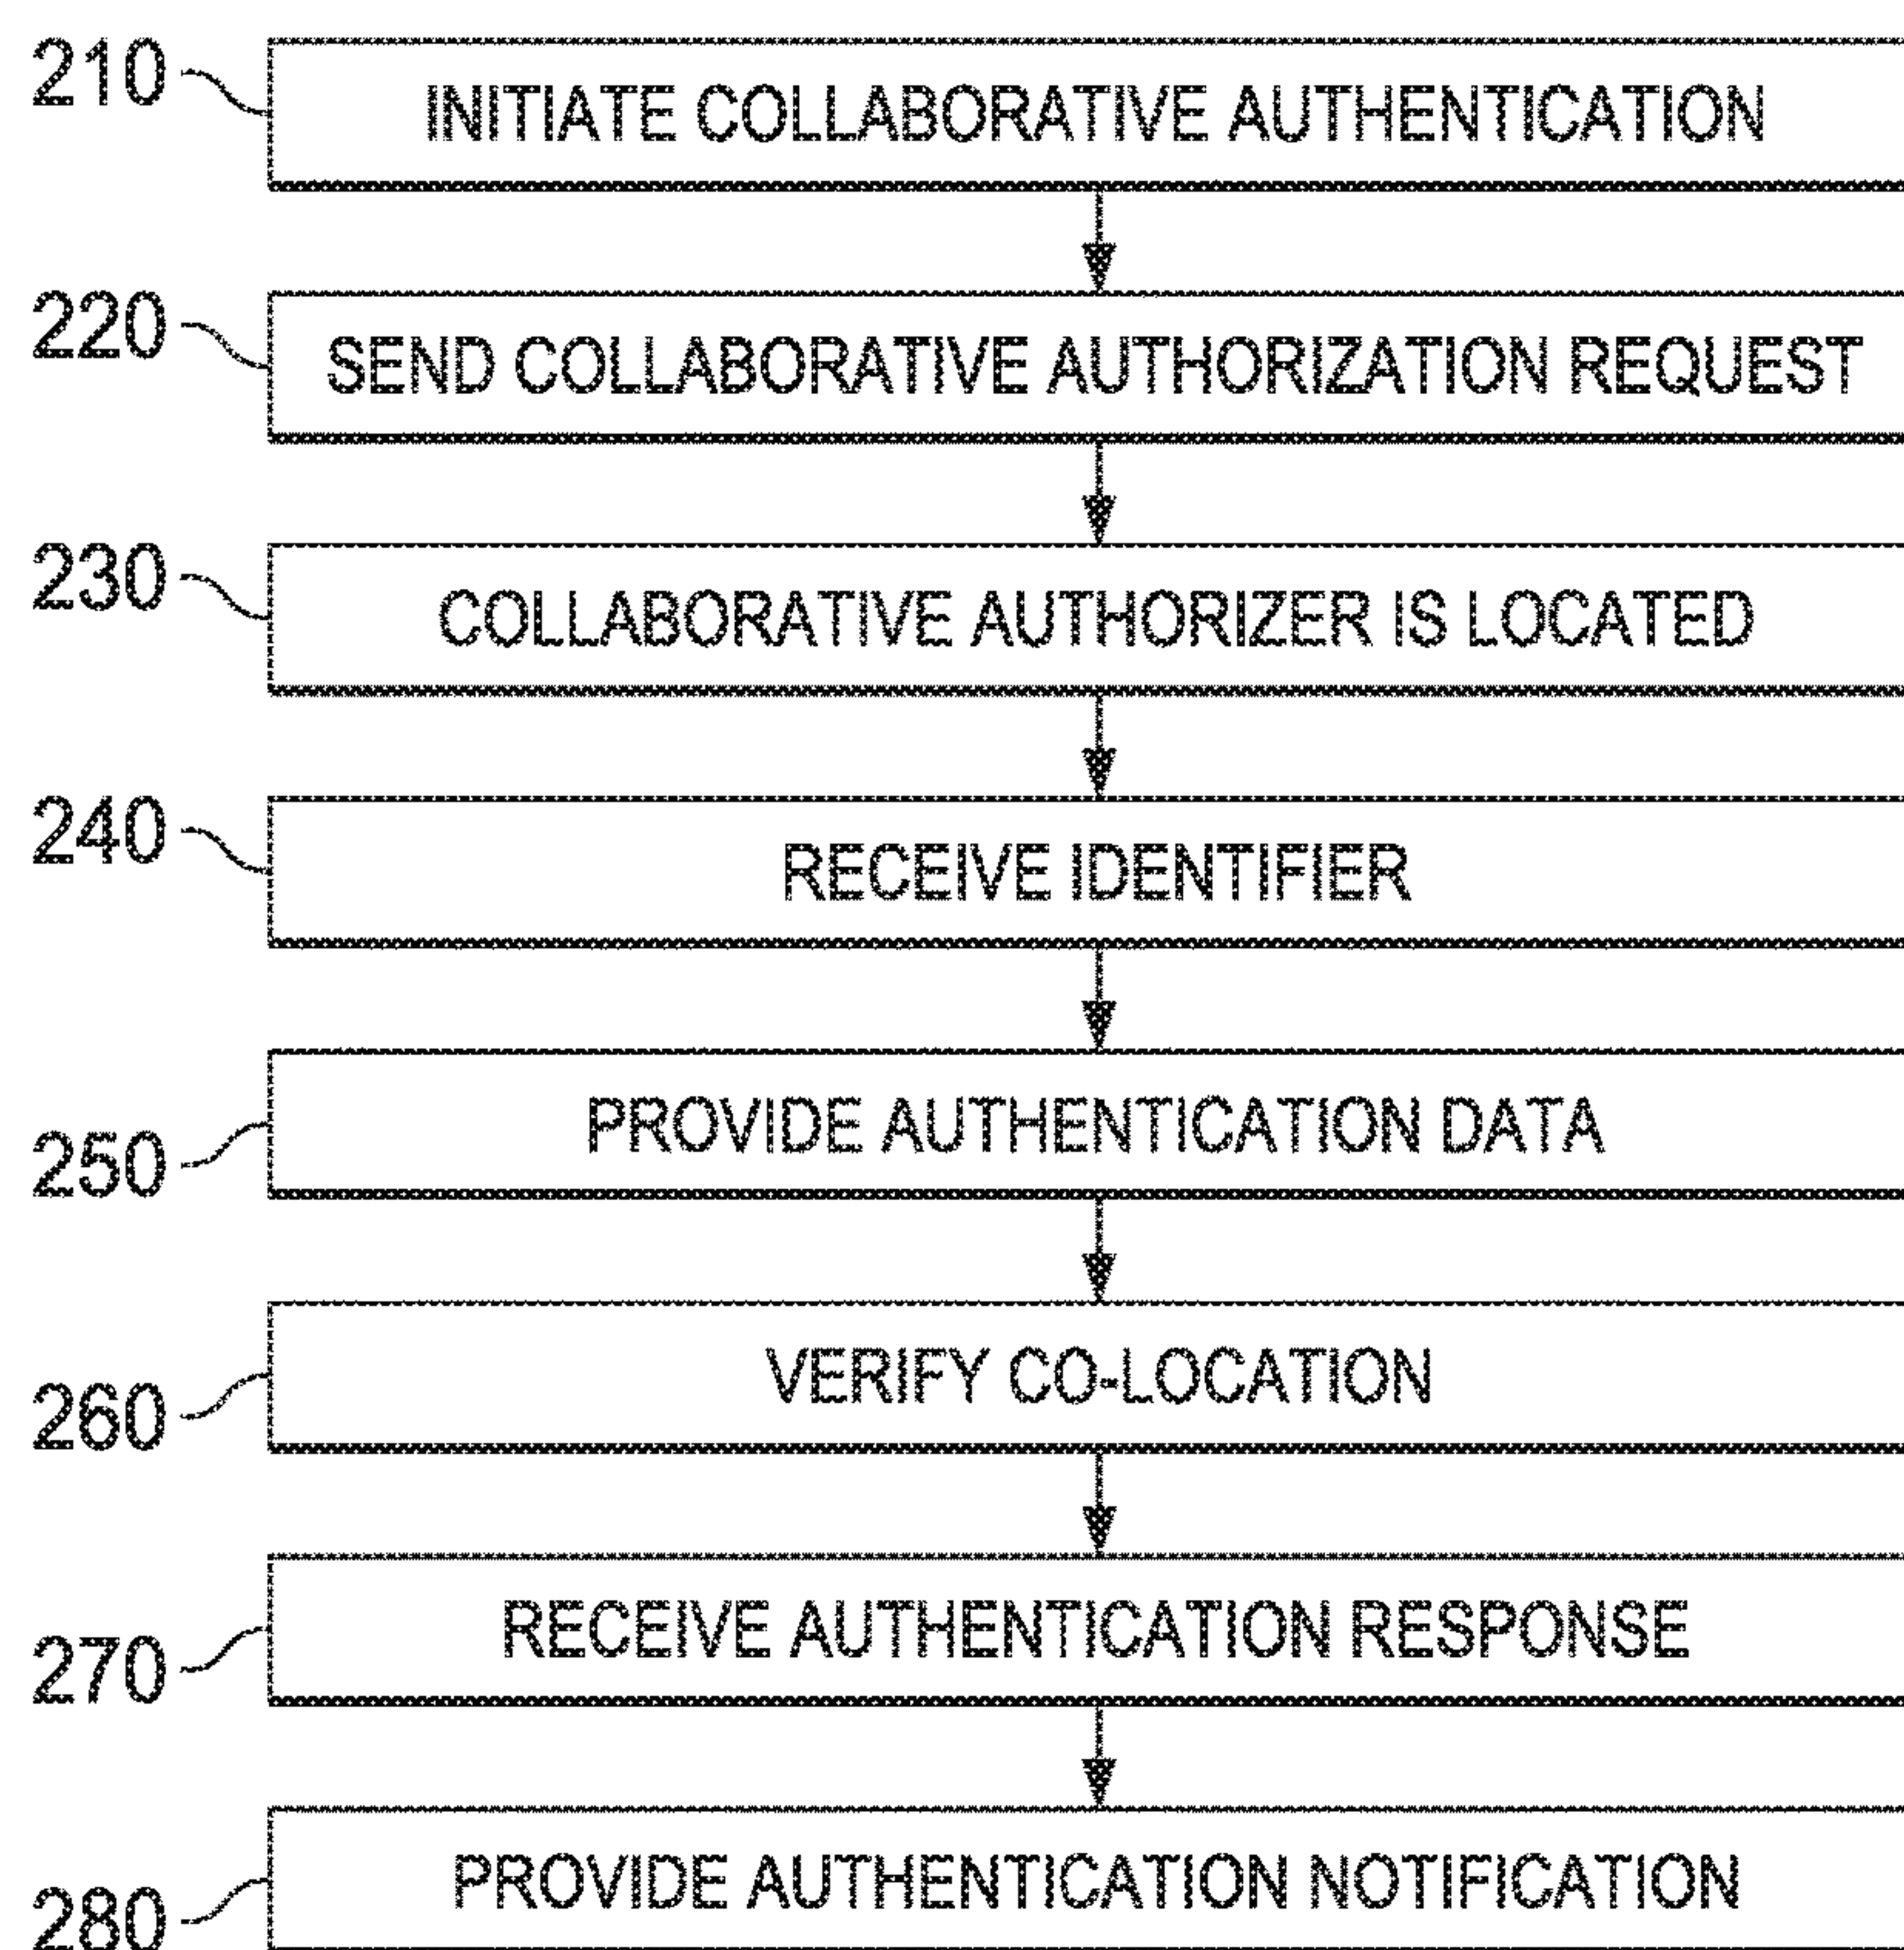 210 INITIATE COLLABORATIVE AUTHENTICATION
220 SEND COLLABORATIVE AUTHORIZATION REQUEST
230 COLLABORATIVE AUTHORIZER IS LOCATED
240 RECEIVE IDENTIFIER
250 PROVIDE AUTHENTICATION DATA
260 VERIFY CO-LOCATION
270 RECEIVE AUTHENTICATION RESPONSE
280 PROVIDE AUTHENTICATION NOTIFICATION